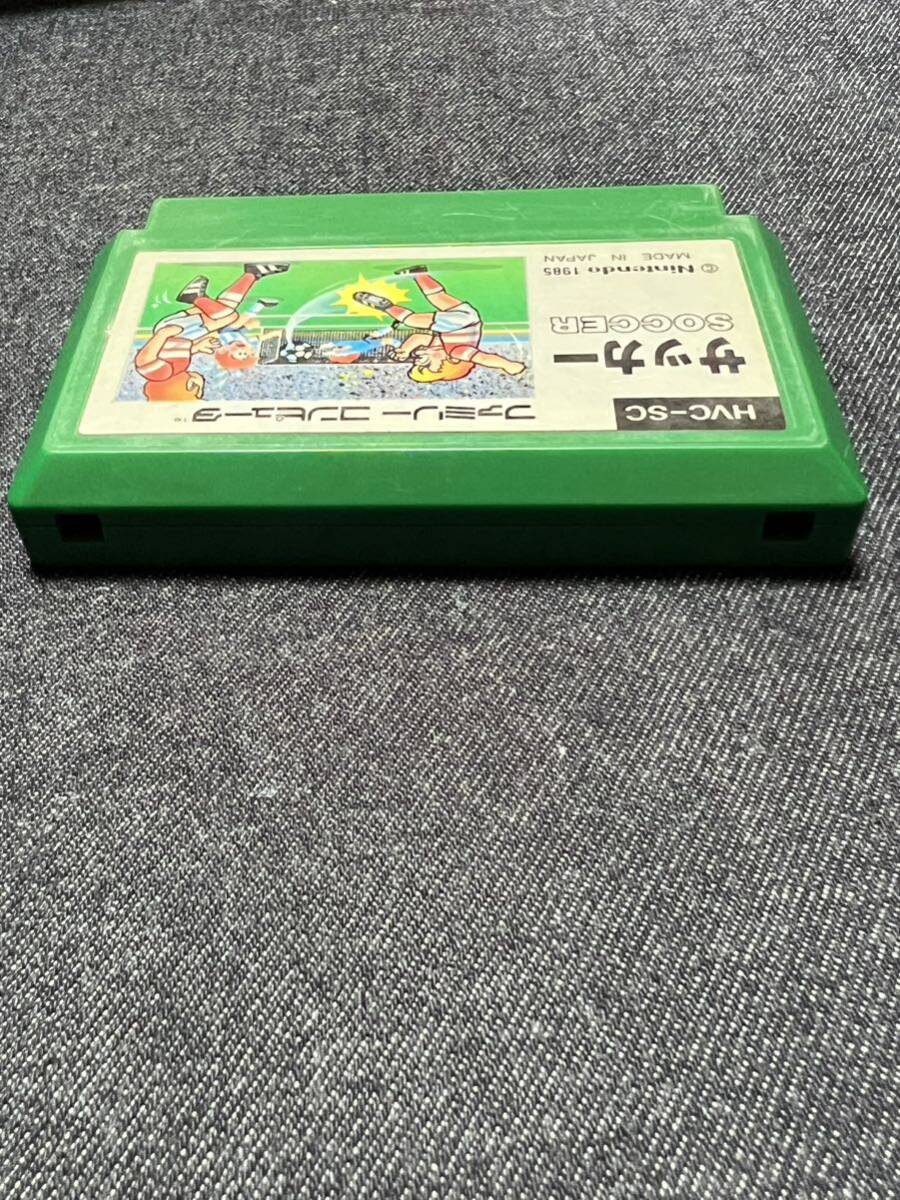 ファミリー コンピュータ™
HVC-SC
サッカー
SOCCER
© Nintendo 1985
MADE IN JAPAN